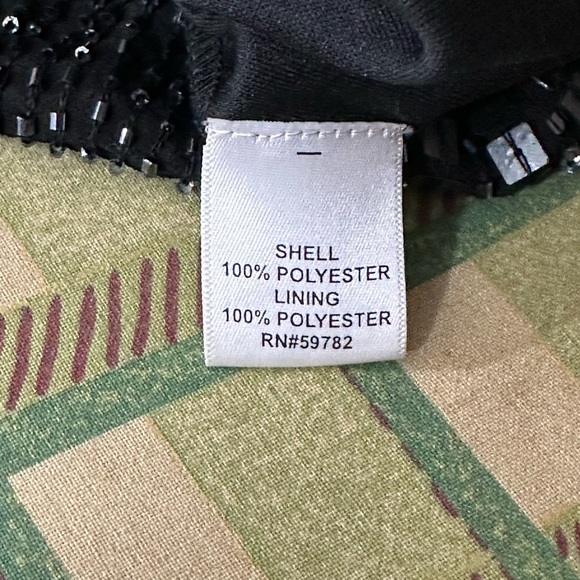 SHELL
100% POLYESTER
LINING
100% POLYESTER
RN#59782